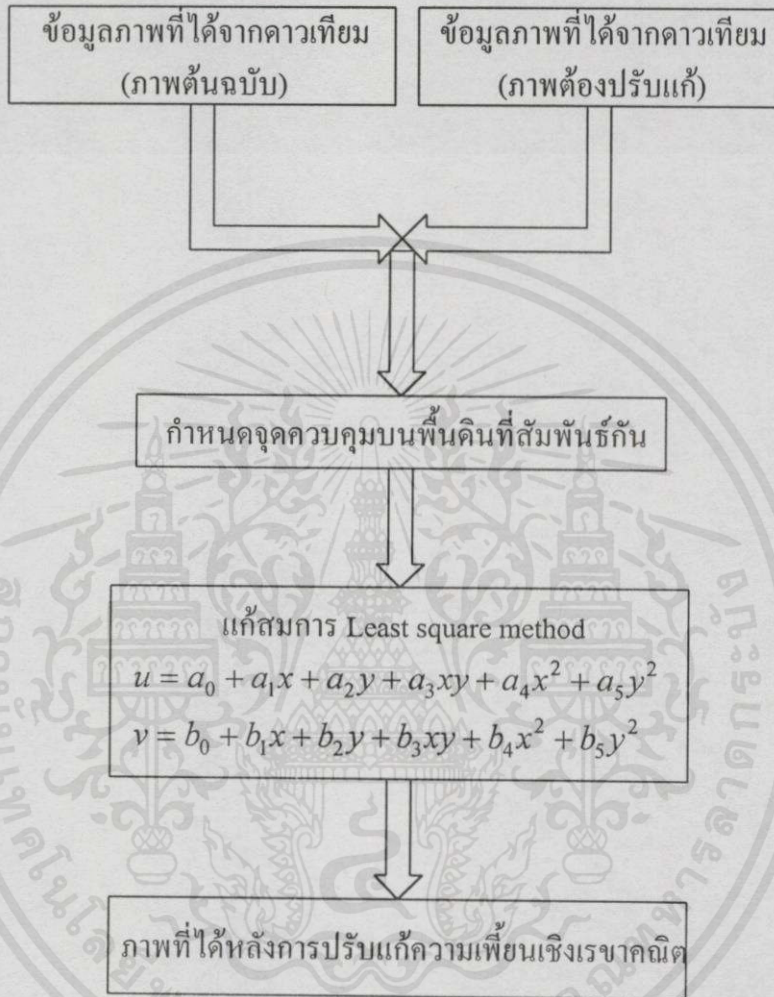 ข้อมูลภาพที่ได้จากดาวเทียม
(ภาพต้นฉบับ)
ข้อมูลภาพที่ได้จากดาวเทียม
(ภาพต้องปรับแก้)
กำหนดจุดควบคุมบนพื้นดินที่สัมพันธ์กัน
แก้สมการ Least square method
u = a₀ + a₁x + a₂y + a₃xy + a₄x² + a₅y²
v = b₀ + b₁x + b₂y + b₃xy + b₄x² + b₅y²
ภาพที่ได้หลังการปรับแก้ความเพี้ยนเชิงเรขาคณิต